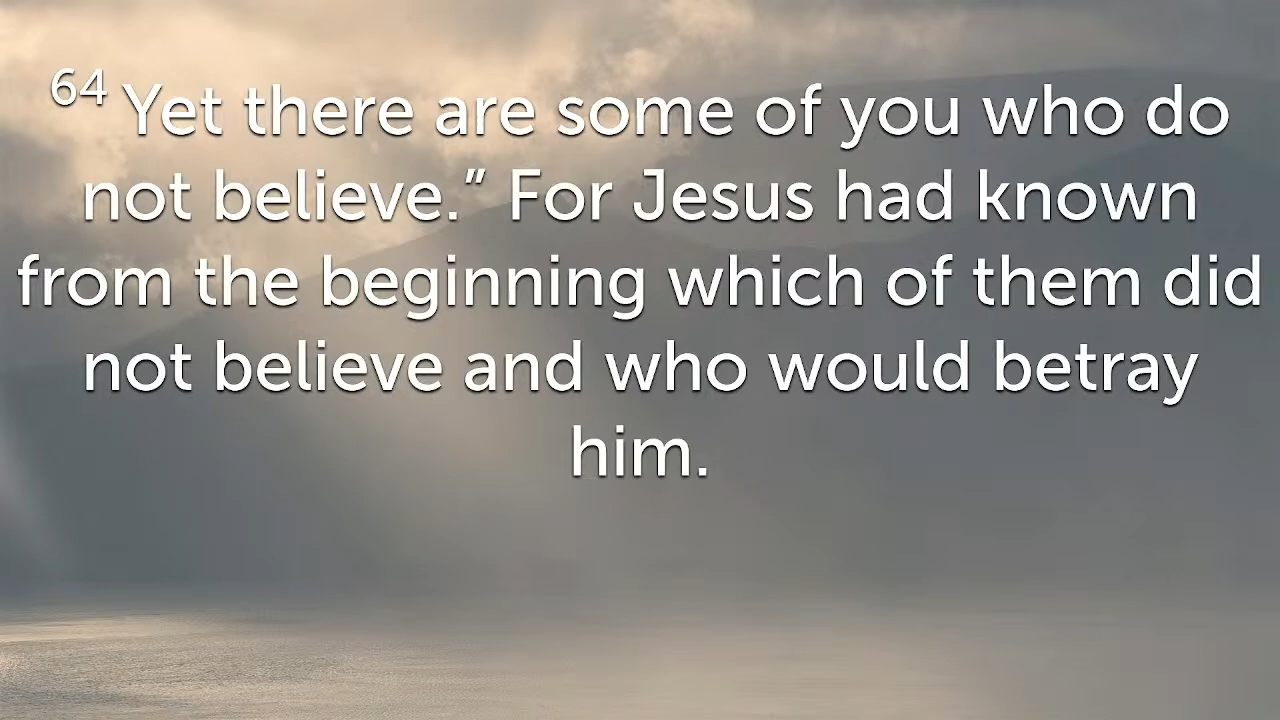 64 Yet there are some of you who do
not believe.” For Jesus had known
from the beginning which of them did
not believe and who would betray
him.